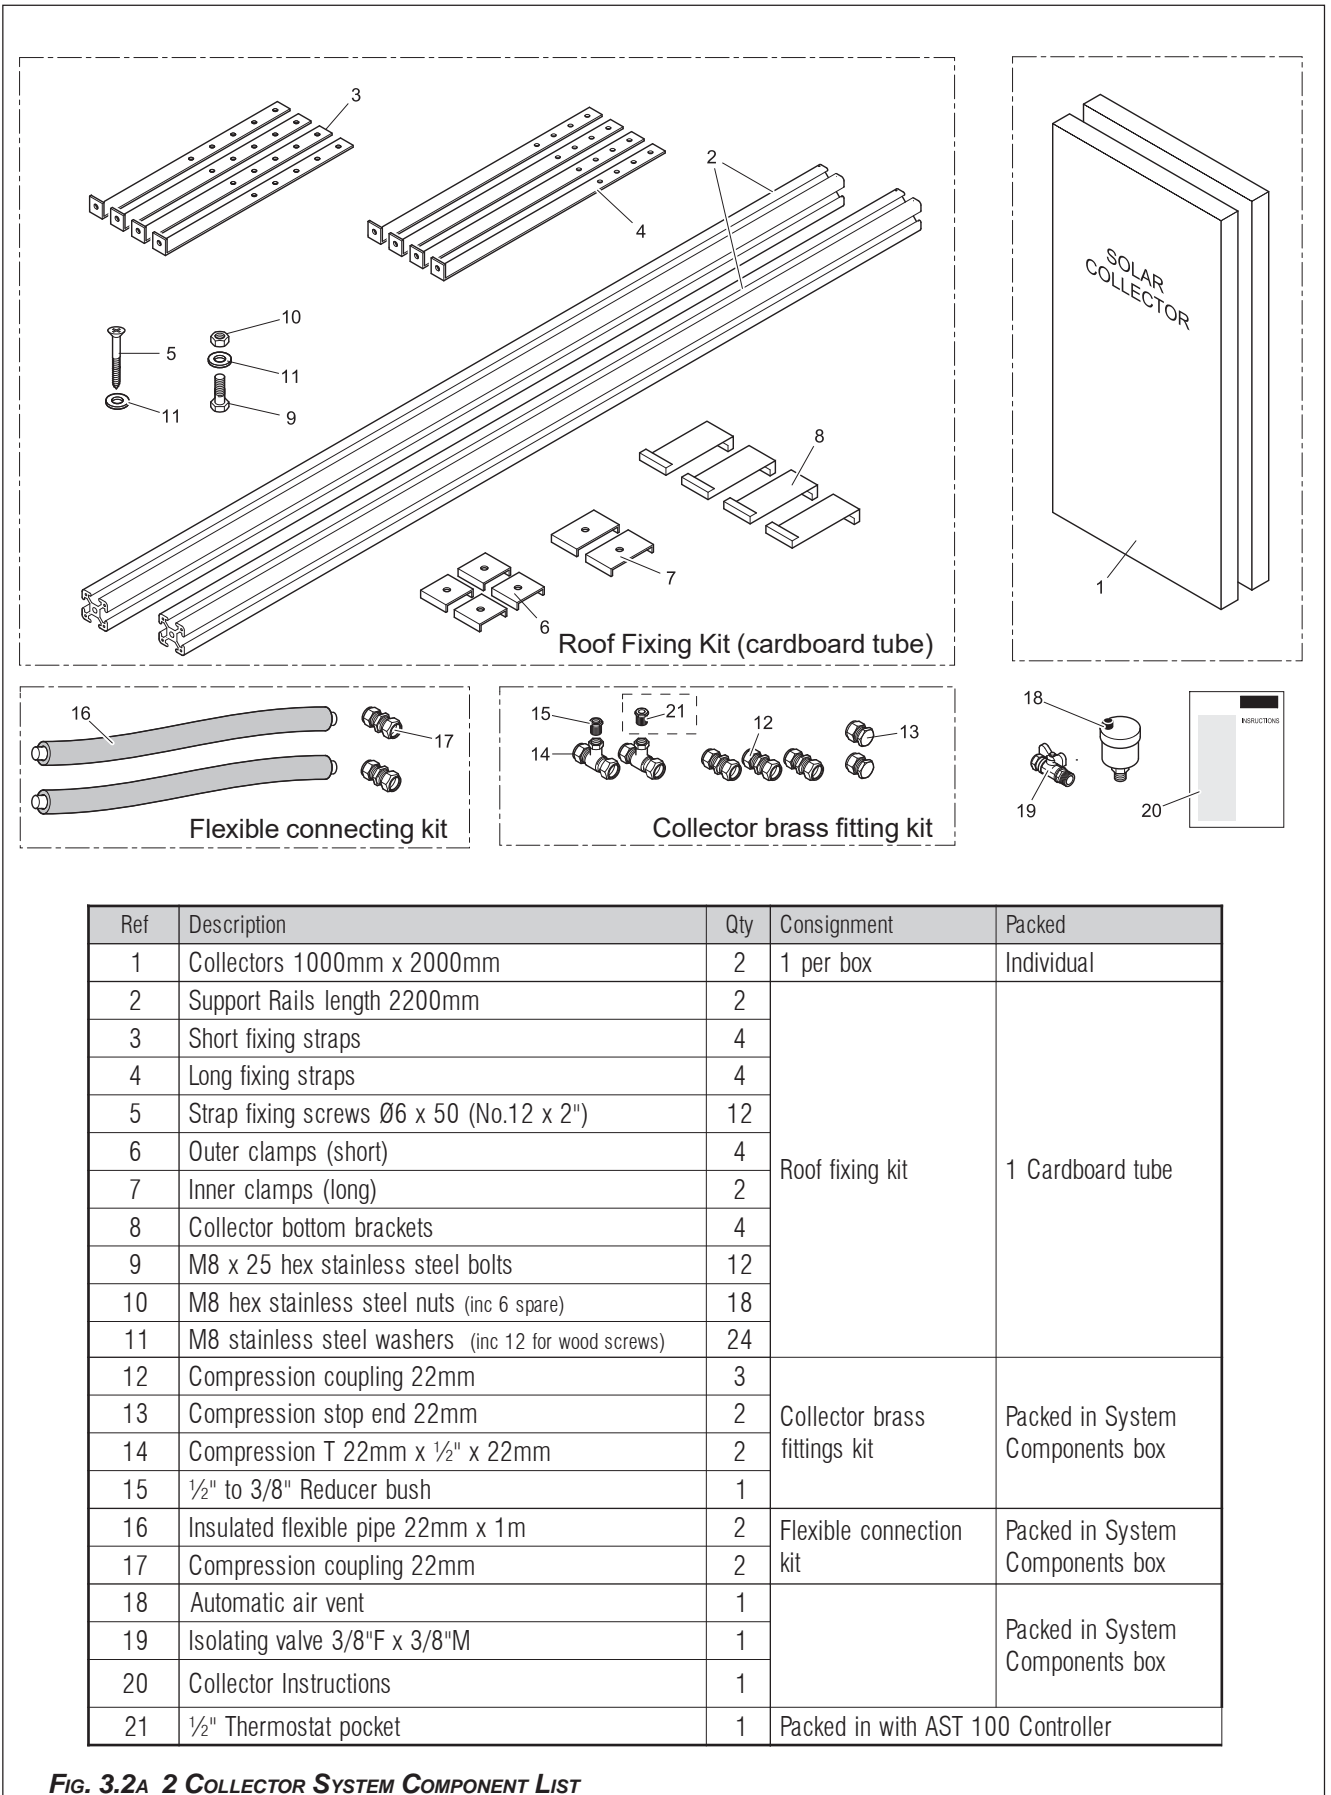 3
2
4
10
5
11
11
9
8
7
6
Roof Fixing Kit (cardboard tube)
SOLAR
COLLECTOR
1
16
17
Flexible connecting kit
15
21
14
12
13
Collector brass fitting kit
18
19
20
INSRUCTIONS
Ref Description Qty Consignment Packed
1 Collectors 1000mm x 2000mm 2 1 per box Individual
2 Support Rails length 2200mm 2
3 Short fixing straps 4
4 Long fixing straps 4
5 Strap fixing screws Ø6 x 50 (No.12 x 2") 12
6 Outer clamps (short) 4
Roof fixing kit 1 Cardboard tube
7 Inner clamps (long) 2
8 Collector bottom brackets 4
9 M8 x 25 hex stainless steel bolts 12
10 M8 hex stainless steel nuts (inc 6 spare) 18
11 M8 stainless steel washers (inc 12 for wood screws) 24
12 Compression coupling 22mm 3
13 Compression stop end 22mm 2 Collector brass Packed in System
14 Compression T 22mm x ½" x 22mm 2 fittings kit Components box
15 ½" to 3/8" Reducer bush 1
16 Insulated flexible pipe 22mm x 1m 2 Flexible connection Packed in System
17 Compression coupling 22mm 2 kit Components box
18 Automatic air vent 1
19 Isolating valve 3/8"F x 3/8"M 1 Packed in System
Components box
20 Collector Instructions 1
21 ½" Thermostat pocket 1 Packed in with AST 100 Controller
FIG. 3.2A 2 COLLECTOR SYSTEM COMPONENT LIST